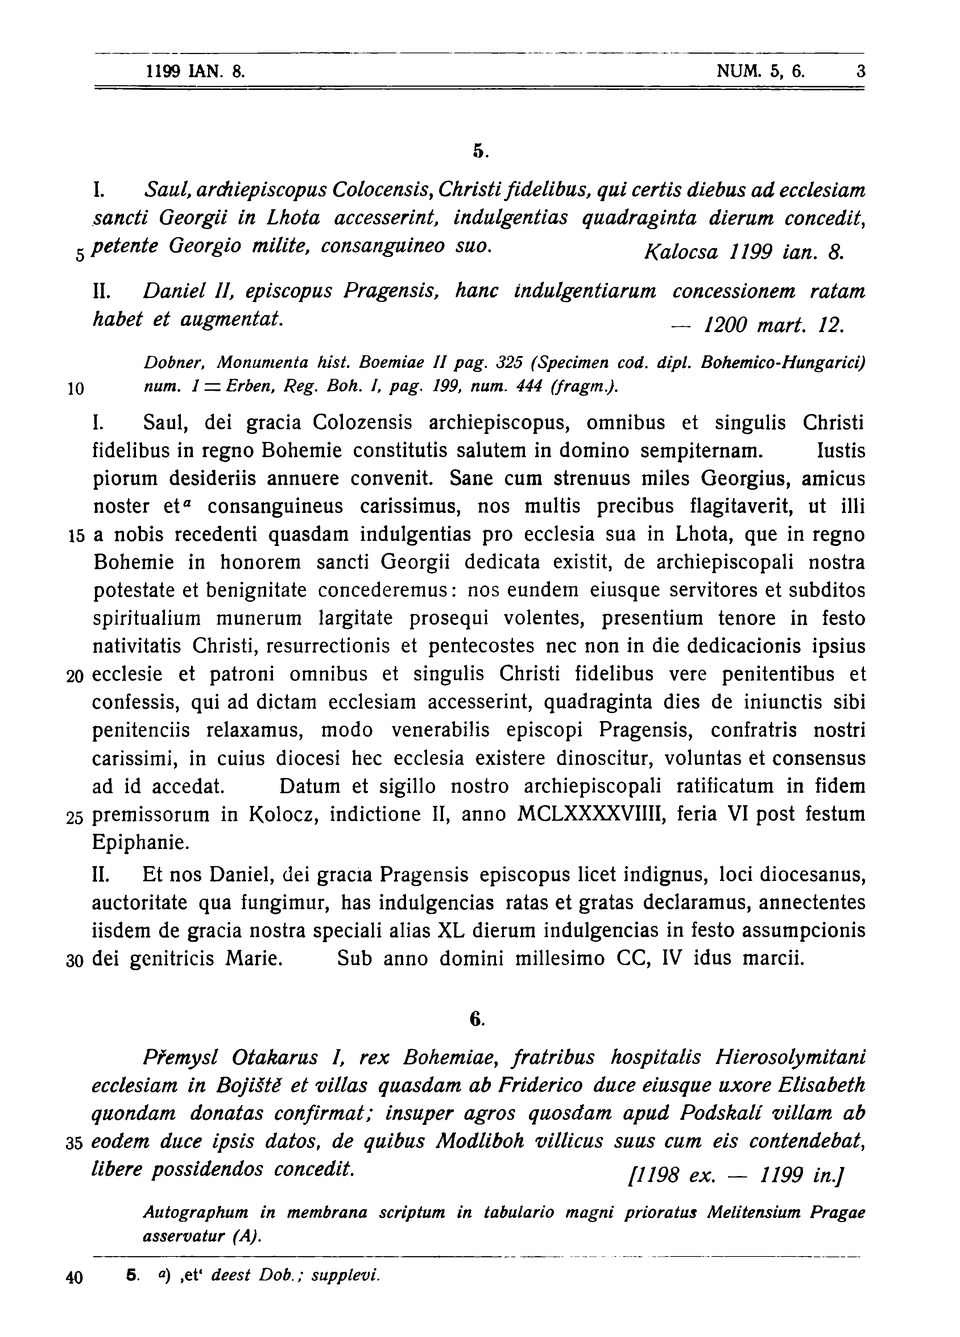 1199 IAN. 8. NUM. 5, 6. 3
5.
I. Saul, archiepiscopus Colocensis, Christi fidelibus, qui certis diebus ad ecclesiam
sancti Georgii in Lhota accesserint, indulgentias quadraginta dierum concedit,
5 petente Georgio milite, consanguineo suo. Kalocsa 1199 ian. 8.
II. Daniel II, episcopus Pragensis, hanc indulgentiarum concessionem ratam
habet et augmentat. — 1200 mart. 12.
Dobner, Monumenta hist. Boemiae II pag. 325 (Specimen cod. dipl. Bohemico-Hungarici)
10 num. 1 = Erben, Reg. Boh. I, pag. 199, num. 444 (fragm.).
I. Saul, dei gracia Colozensis archiepiscopus, omnibus et singulis Christi
fidelibus in regno Bohemie constitutis salutem in domino sempiternam. Iustis
piorum desideriis annuere convenit. Sane cum strenuus miles Georgius, amicus
noster et a consanguineus carissimus, nos multis precibus flagitaverit, ut illi
15 a nobis recedenti quasdam indulgentias pro ecclesia sua in Lhota, que in regno
Bohemie in honorem sancti Georgii dedicata existit, de archiepiscopali nostra
potestate et benignitate concederemus: nos eundem eiusque servitores et subditos
spiritualium munerum largitate prosequi volentes, presentium tenore in festo
nativitatis Christi, resurrectionis et pentecostes nec non in die dedicacionis ipsius
20 ecclesie et patroni omnibus et singulis Christi fidelibus vere penitentibus et
confessis, qui ad dictam ecclesiam accesserint, quadraginta dies de iniunctis sibi
penitenciis relaxamus, modo venerabilis episcopi Pragensis, confratris nostri
carissimi, in cuius diocesi hec ecclesia existere dinoscitur, voluntas et consensus
ad id accedat. Datum et sigillo nostro archiepiscopali ratificatum in fidem
25 premissorum in Kolocz, indictione II, anno MCLXXXXVIIII, feria VI post festum
Epiphanie.
II. Et nos Daniel, dei gracia Pragensis episcopus licet indignus, loci diocesanus,
auctoritate qua fungimur, has indulgencias ratas et gratas declaramus, annectentes
iisdem de gracia nostra speciali alias XL dierum indulgencias in festo assumpcionis
30 dei genitricis Marie. Sub anno domini millesimo CC, IV idus marcii.
6.
Přemysl Otakarus I, rex Bohemiae, fratribus hospitalis Hierosolymitani
ecclesiam in Bojiště et villas quasdam ab Friderico duce eiusque uxore Elisabeth
quondam donatas confirmat; insuper agros quosdam apud Podskalí villam ab
35 eodem duce ipsis datos, de quibus Modliboh villicus suus cum eis contendebat,
libere possidendos concedit. [1198 ex. — 1199 in.]
Autographum in membrana scriptum in tabulario magni prioratus Melitensium Pragae
asservatur (A).
40 5. a) ‚et‘ deest Dob.; supplevi.